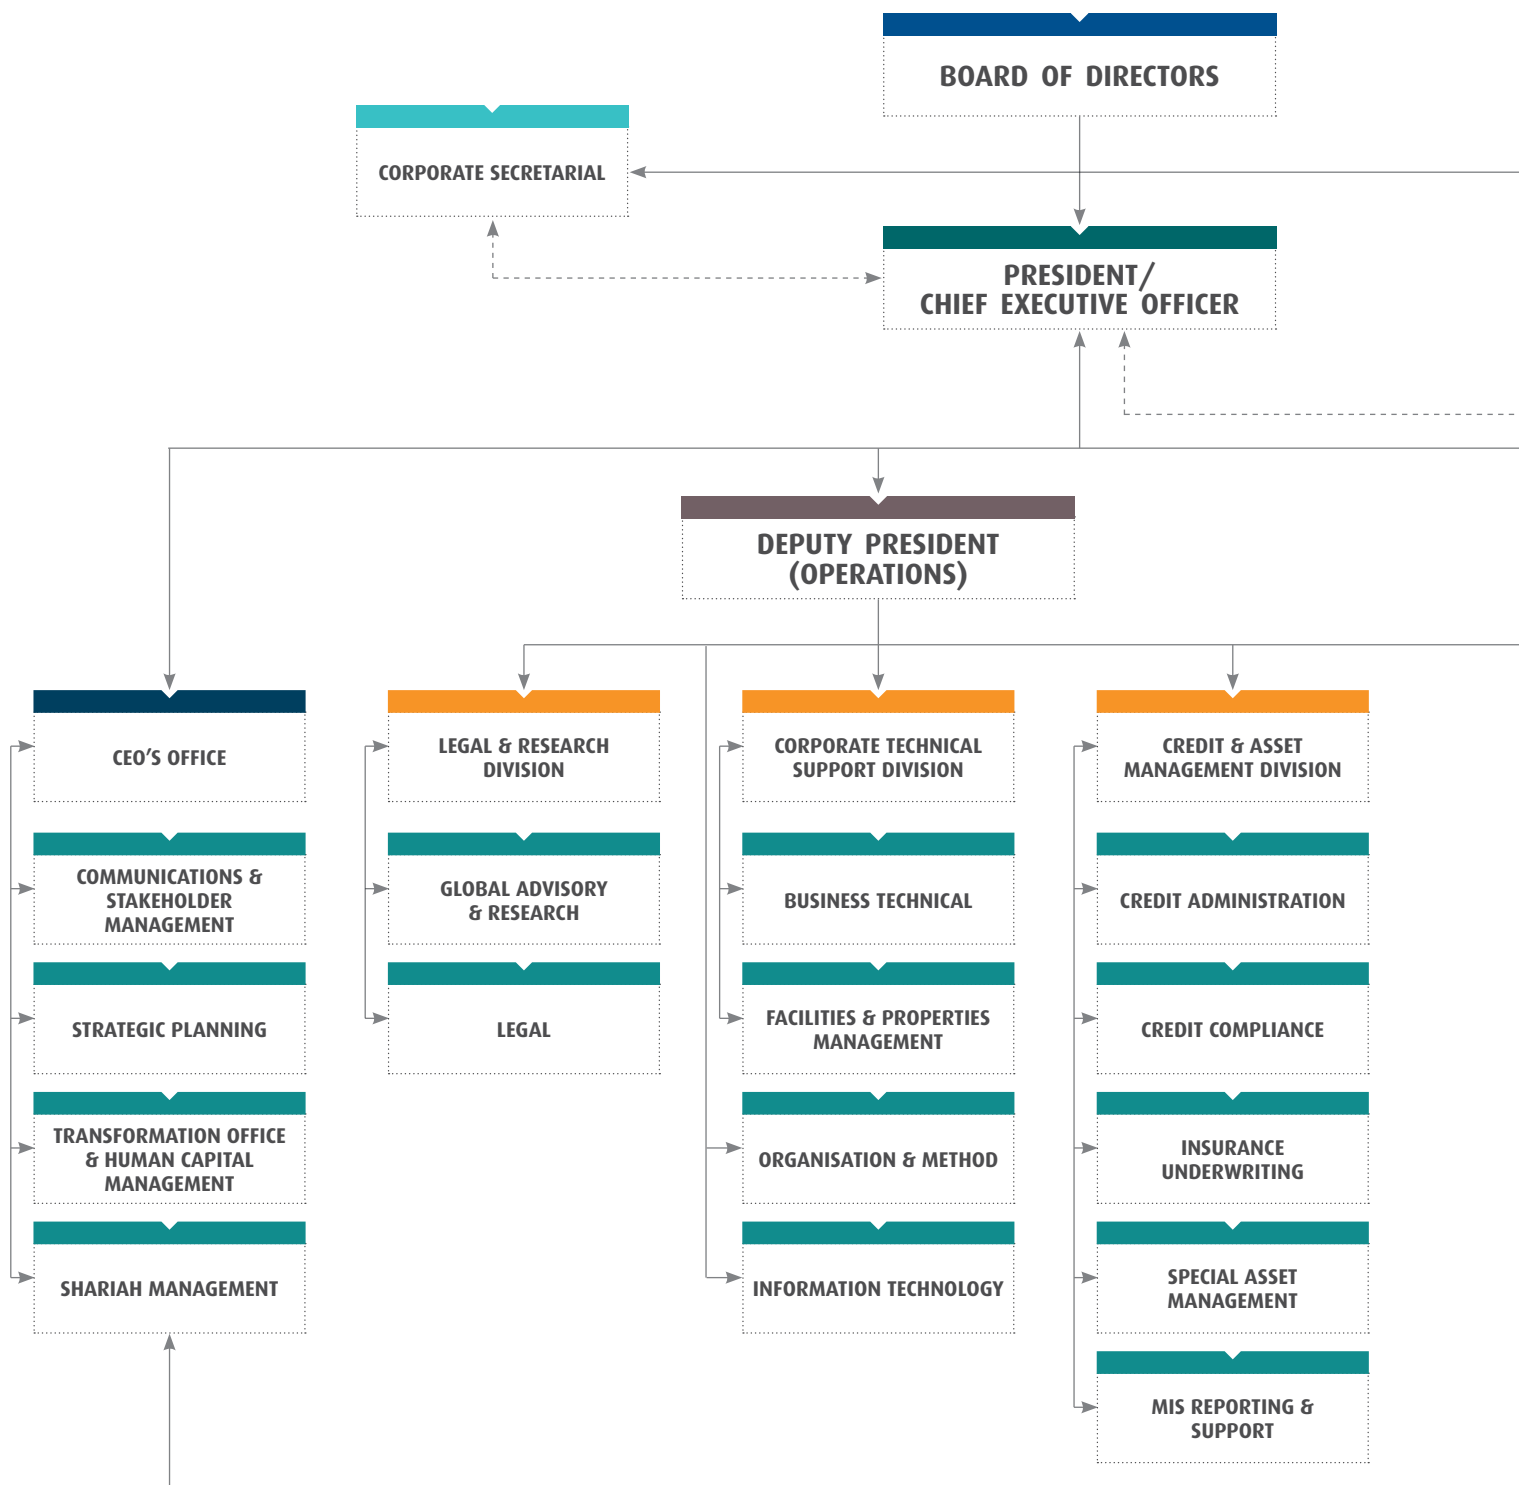 BOARD OF DIRECTORS
CORPORATE SECRETARIAL
PRESIDENT/
CHIEF EXECUTIVE OFFICER
DEPUTY PRESIDENT
(OPERATIONS)
CEO'S OFFICE
COMMUNICATIONS &
STAKEHOLDER
MANAGEMENT
STRATEGIC PLANNING
TRANSFORMATION OFFICE
& HUMAN CAPITAL
MANAGEMENT
SHARIAH MANAGEMENT
LEGAL & RESEARCH
DIVISION
GLOBAL ADVISORY
& RESEARCH
LEGAL
CORPORATE TECHNICAL
SUPPORT DIVISION
BUSINESS TECHNICAL
FACILITIES & PROPERTIES
MANAGEMENT
ORGANISATION & METHOD
INFORMATION TECHNOLOGY
CREDIT & ASSET
MANAGEMENT DIVISION
CREDIT ADMINISTRATION
CREDIT COMPLIANCE
INSURANCE
UNDERWRITING
SPECIAL ASSET
MANAGEMENT
MIS REPORTING &
SUPPORT